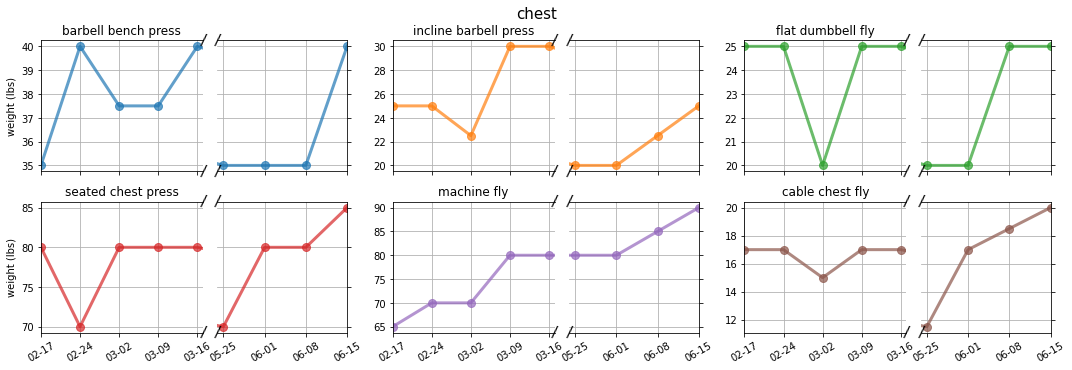 chest
barbell bench press
incline barbell press
flat dumbbell fly
weight (lbs)
40
39
38
37
36
35
30
28
26
24
22
20
25
24
23
22
21
20
seated chest press
machine fly
cable chest fly
weight (lbs)
85
80
75
70
90
85
80
75
70
65
20
18
16
14
12
02-17 02-24 03-02 03-09 03-16 05-25 06-01 06-08 06-15
02-17 02-24 03-02 03-09 03-16 05-25 06-01 06-08 06-15
02-17 02-24 03-02 03-09 03-16 05-25 06-01 06-08 06-15